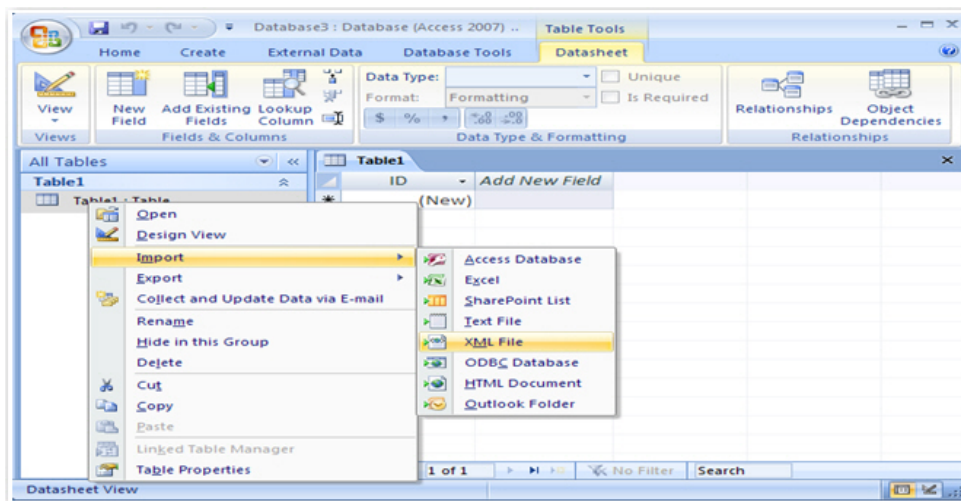 Database3 : Database (Access 2007) ..
Table Tools
Home
Create
External Data
Database Tools
Datasheet
View
New Field
Add Existing Fields
Lookup Column
Data Type:
Unique
Format:
Formatting
Is Required
$ % ,
Relationships
Object Dependencies
Views
Fields & Columns
Data Type & Formatting
Relationships
All Tables
Table1
Table1
ID
Add New Field
Table1 : Table
(New)
Open
Design View
Import
Export
Collect and Update Data via E-mail
Rename
Hide in this Group
Delete
Cut
Copy
Paste
Linked Table Manager
Table Properties
Access Database
Excel
SharePoint List
Text File
XML File
ODBC Database
HTML Document
Outlook Folder
1 of 1
No Filter
Search
Datasheet View